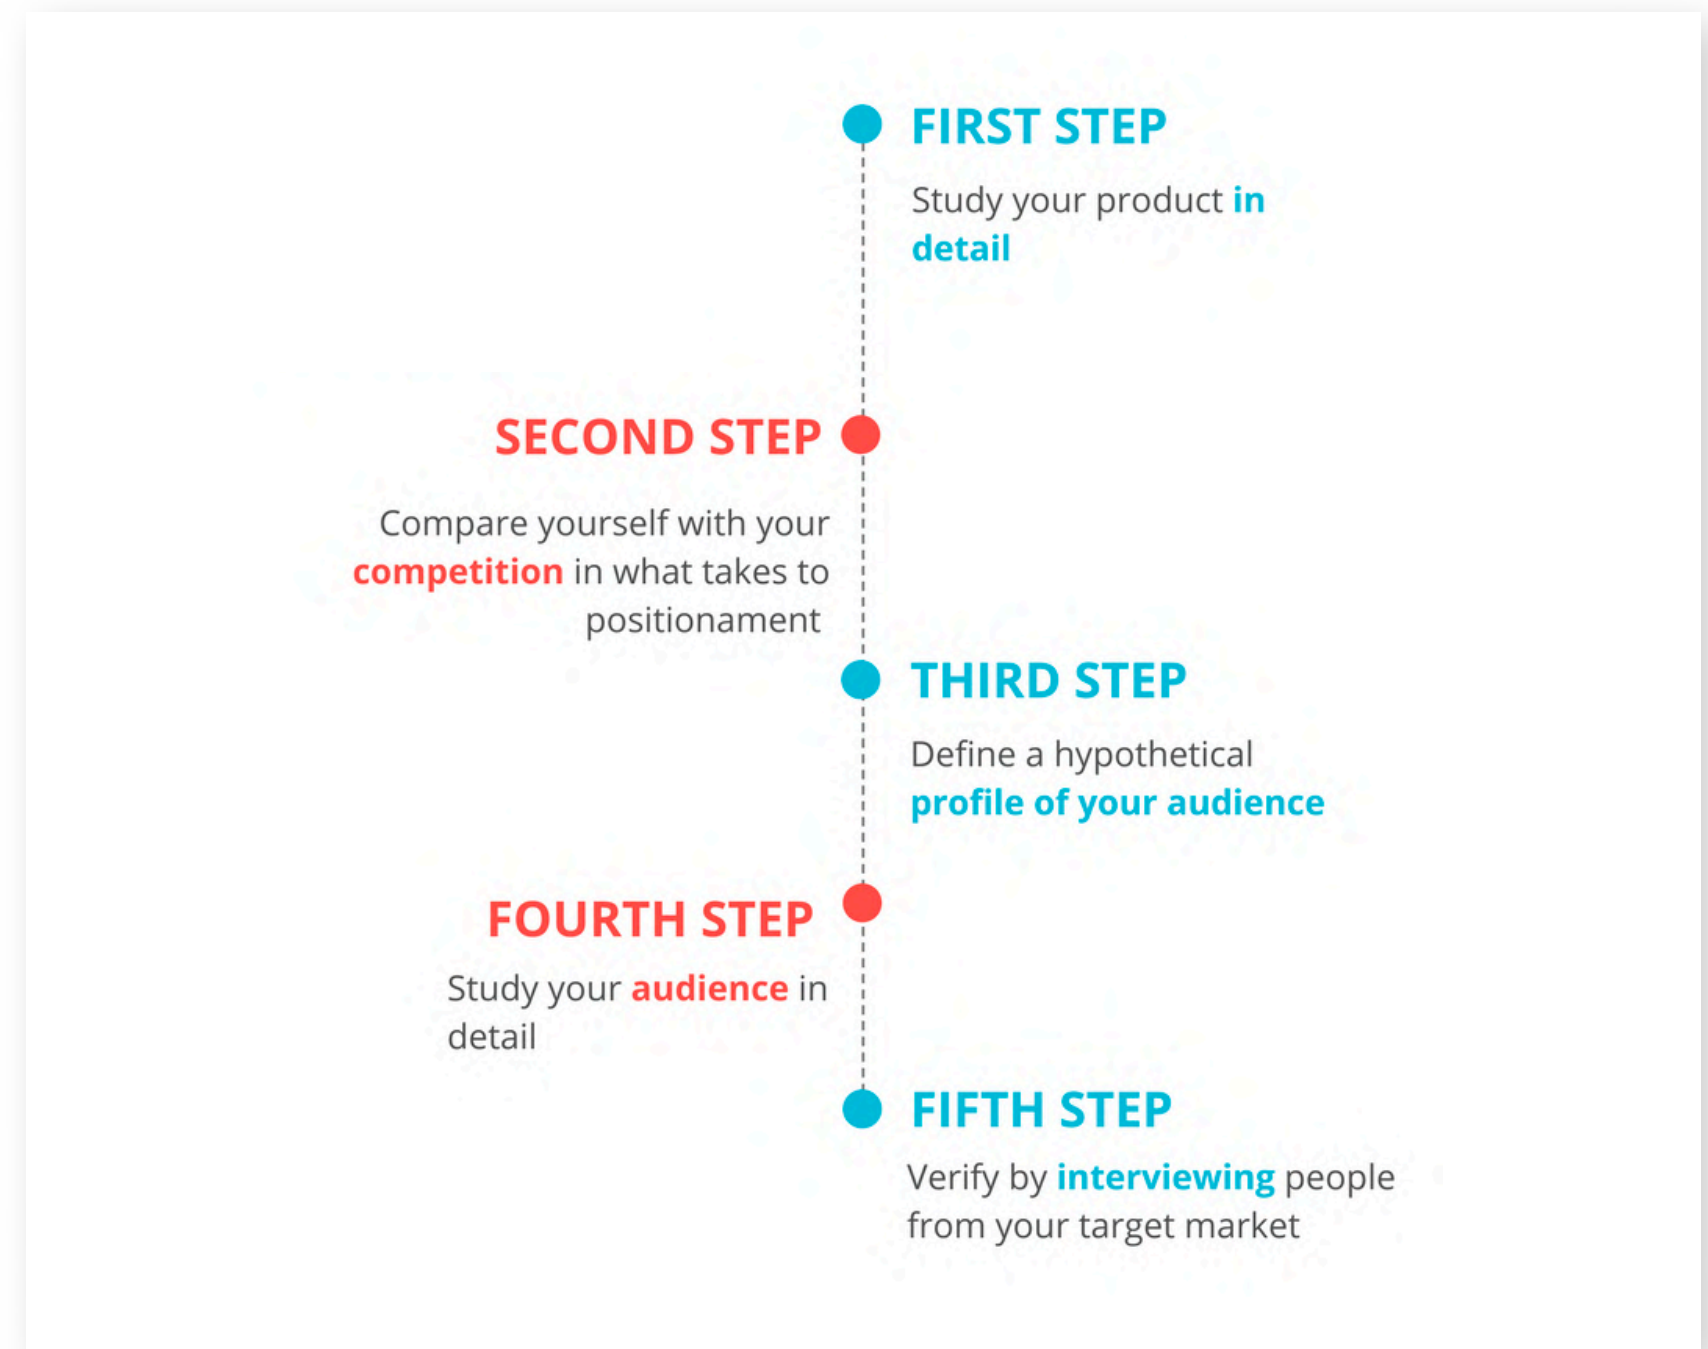 FIRST STEP
Study your product in
detail
SECOND STEP
Compare yourself with your
competition in what takes to
positionament
THIRD STEP
Define a hypothetical
profile of your audience
FOURTH STEP
Study your audience in
detail
FIFTH STEP
Verify by interviewing people
from your target market